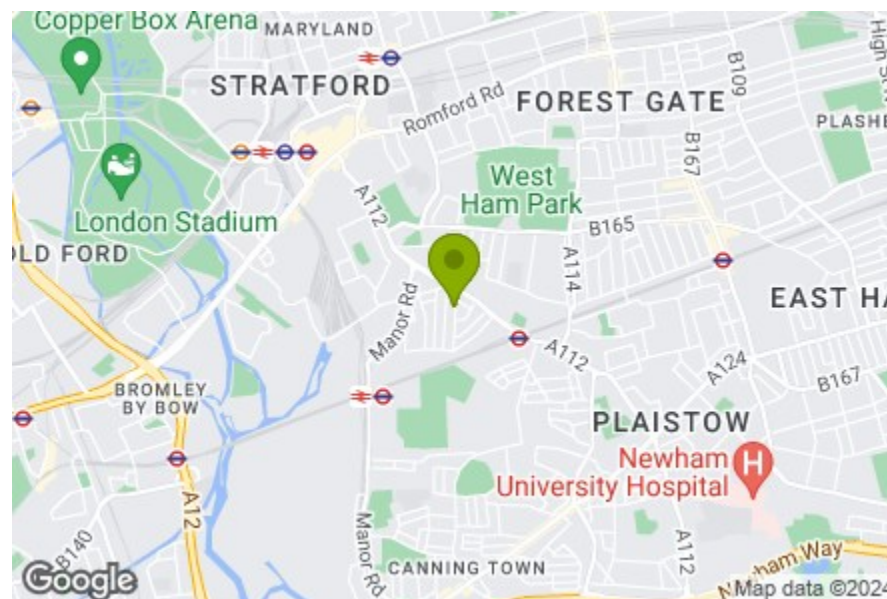 Copper Box Arena
MARYLAND
STRATFORD
Romford Rd
FOREST GATE
B109
High St N
PLASHE
B167
West
Ham Park
A112
London Stadium
B165
OLD FORD
A114
Manor Rd
EAST HA
A112
A124
B167
BROMLEY
BY BOW
PLAISTOW
Newham
University Hospital
H
A12
Manor Rd
A112
B140
CANNING TOWN
Newham Way
Google
Map data ©2024